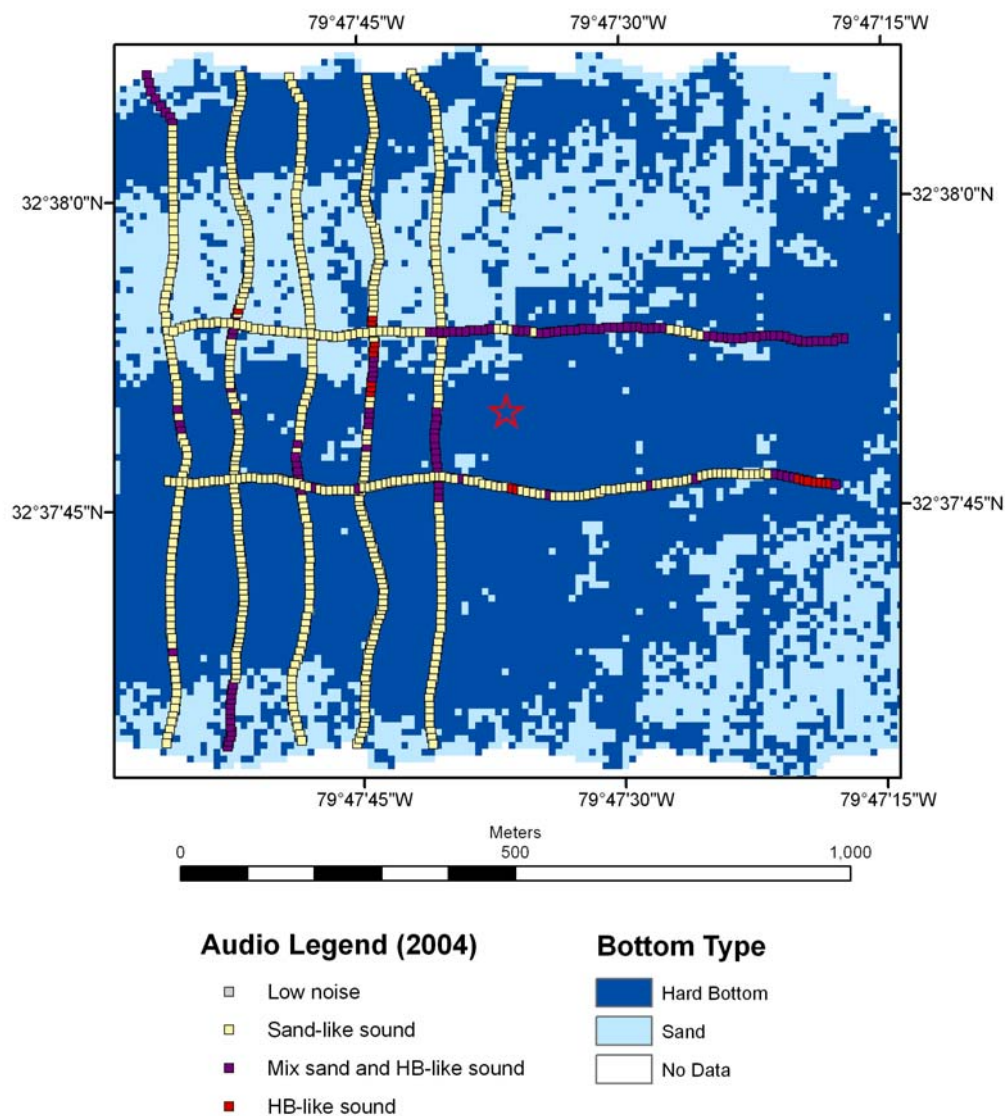 79°47'45"W 79°47'30"W 79°47'15"W
32°38'0"N 32°38'0"N
32°37'45"N 32°37'45"N
79°47'45"W 79°47'30"W 79°47'15"W
Meters
0 500 1,000
Audio Legend (2004)
Low noise
Sand-like sound
Mix sand and HB-like sound
HB-like sound
Bottom Type
Hard Bottom
Sand
No Data